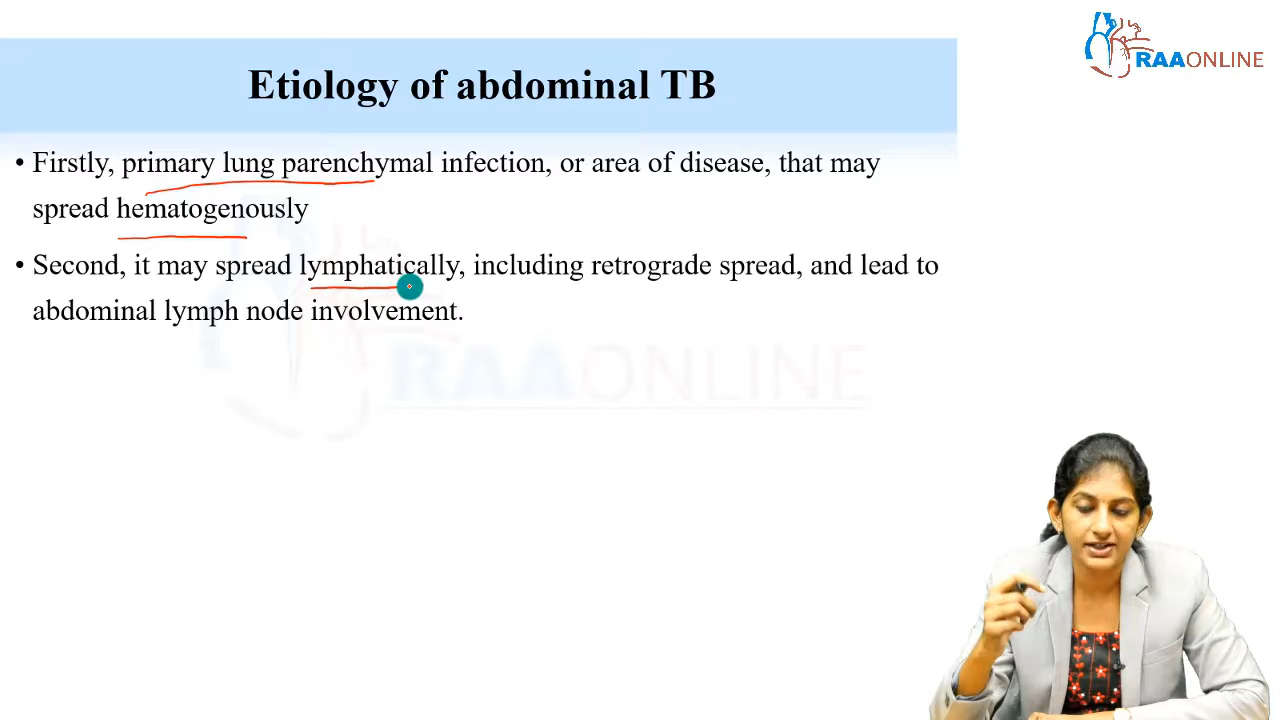 RAAONLINE
Etiology of abdominal TB
• Firstly, primary lung parenchymal infection, or area of disease, that may
spread hematogenously
• Second, it may spread lymphatically, including retrograde spread, and lead to
abdominal lymph node involvement.
RAAONLINE